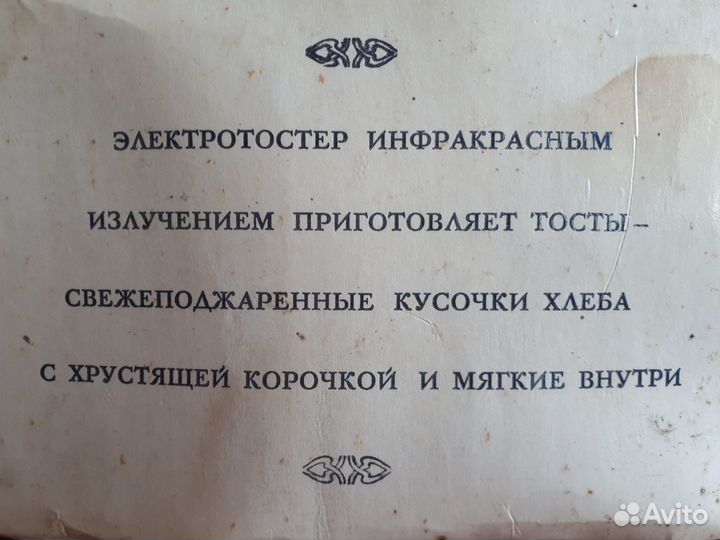 ЭЛЕКТРОТОСТЕР ИНФРАКРАСНЫМ
ИЗЛУЧЕНИЕМ ПРИГОТОВЛЯЕТ ТОСТЫ –
СВЕЖЕПОДЖАРЕННЫЕ КУСОЧКИ ХЛЕБА
С ХРУСТЯЩЕЙ КОРОЧКОЙ И МЯГКИЕ ВНУТРИ
Avito